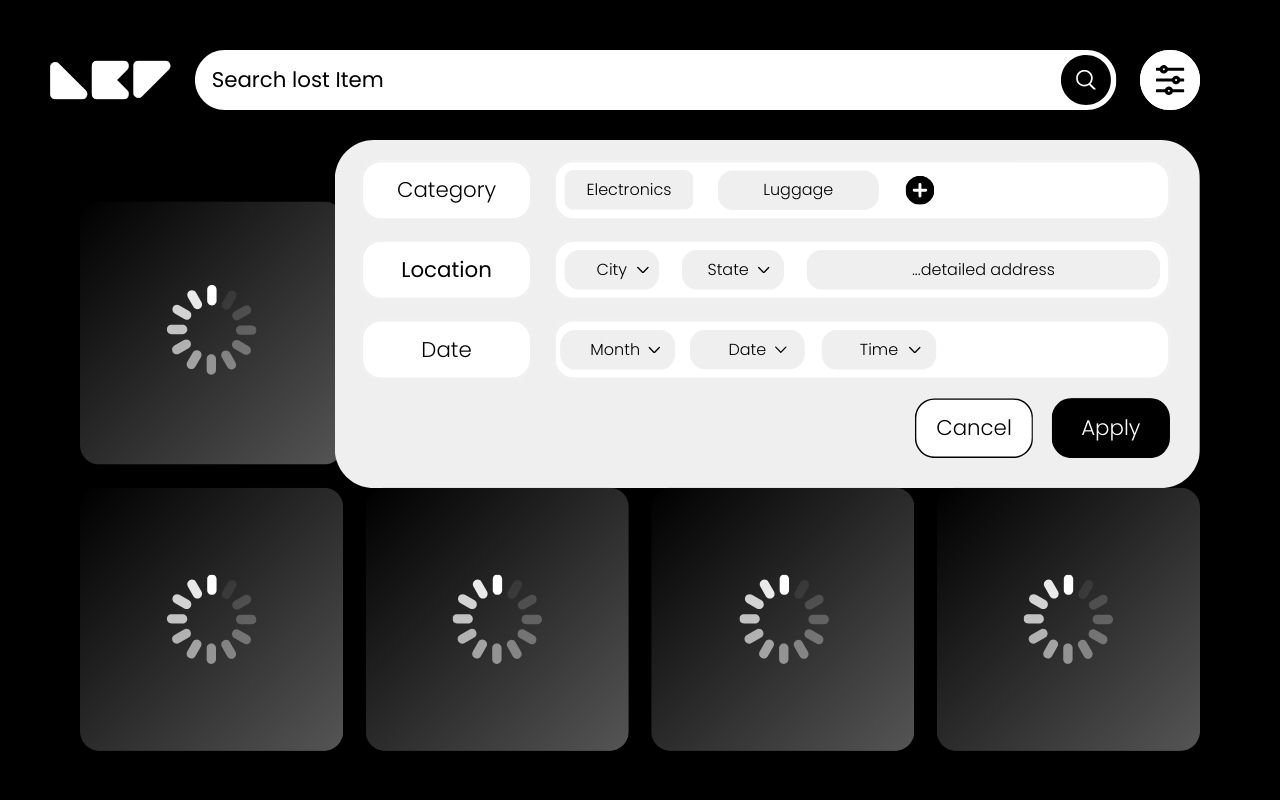 Search lost Item
Category
Electronics
Luggage
Location
City
State
...detailed address
Date
Month
Date
Time
Cancel
Apply